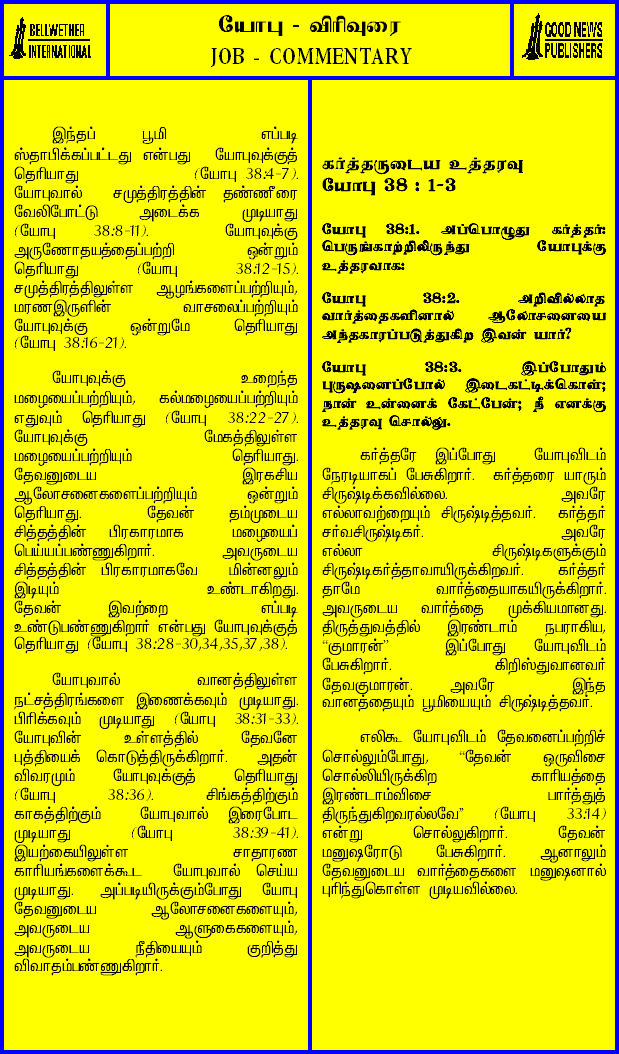 BELLWETHER
INTERNATIONAL
யோபு - விரிவுரை
JOB - COMMENTARY
GOOD NEWS
PUBLISHERS
இந்தப் பூமி எப்படி
ஸ்தாபிக்கப்பட்டது என்பது யோபுவுக்குத்
தெரியாது (யோபு 38:4-7).
யோபுவால் சமுத்திரத்தின் தண்ணீரை
வேலிபோட்டு அடைக்க முடியாது
(யோபு 38:8-11). யோபுவுக்கு
அருணோதயத்தைப்பற்றி ஒன்றும்
தெரியாது (யோபு 38:12-15).
சமுத்திரத்திலுள்ள ஆழங்களைப்பற்றியும்,
மரணஇருளின் வாசலைப்பற்றியும்
யோபுவுக்கு ஒன்றுமே தெரியாது
(யோபு 38:16-21).
யோபுவுக்கு உறைந்த
மழையைப்பற்றியும், கல்மழையைப்பற்றியும்
எதுவும் தெரியாது (யோபு 38:22-27).
யோபுவுக்கு மேகத்திலுள்ள
மழையைப்பற்றியும் தெரியாது.
தேவனுடைய இரகசிய
ஆலோசனைகளைப்பற்றியும் ஒன்றும்
தெரியாது. தேவன் தம்முடைய
சித்தத்தின் பிரகாரமாக மழையைப்
பெய்யப்பண்ணுகிறார். அவருடைய
சித்தத்தின் பிரகாரமாகவே மின்னலும்
இடியும் உண்டாகிறது.
தேவன் இவற்றை எப்படி
உண்டுபண்ணுகிறார் என்பது யோபுவுக்குத்
தெரியாது (யோபு 38:28-30,34,35,37,38).
யோபுவால் வானத்திலுள்ள
நட்சத்திரங்களை இணைக்கவும் முடியாது.
பிரிக்கவும் முடியாது (யோபு 38:31-33).
யோபுவின் உள்ளத்தில் தேவனே
புத்தியைக் கொடுத்திருக்கிறார். அதன்
விவரமும் யோபுவுக்குத் தெரியாது
(யோபு 38:36). சிங்கத்திற்கும்
காகத்திற்கும் யோபுவால் இரைபோட
முடியாது (யோபு 38:39-41).
இயற்கையிலுள்ள சாதாரண
காரியங்களைக்கூட யோபுவால் செய்ய
முடியாது. அப்படியிருக்கும்போது யோபு
தேவனுடைய ஆலோசனைகளையும்,
அவருடைய ஆளுகைகளையும்,
அவருடைய நீதியையும் குறித்து
விவாதம்பண்ணுகிறார்.
கர்த்தருடைய உத்தரவு
யோபு 38 : 1-3
யோபு 38:1. அப்பொழுது கர்த்தர்:
பெருங்காற்றிலிருந்து யோபுக்கு
உத்தரவாக:
யோபு 38:2. அறிவில்லாத
வார்த்தைகளினால் ஆலோசனையை
அந்தகாரப்படுத்துகிற இவன் யார்?
யோபு 38:3. இப்போதும்
புருஷனைப்போல் இடைகட்டிக்கொள்;
நான் உன்னைக் கேட்பேன்; நீ எனக்கு
உத்தரவு சொல்லு.
கர்த்தரே இப்போது யோபுவிடம்
நேரடியாகப் பேசுகிறார். கர்த்தரை யாரும்
சிருஷ்டிக்கவில்லை. அவரே
எல்லாவற்றையும் சிருஷ்டித்தவர். கர்த்தர்
சர்வசிருஷ்டிகர். அவரே
எல்லா சிருஷ்டிகளுக்கும்
சிருஷ்டிகர்த்தாவாயிருக்கிறவர். கர்த்தர்
தாமே வார்த்தையாகயிருக்கிறார்.
அவருடைய வார்த்தை முக்கியமானது.
திருத்துவத்தில் இரண்டாம் நபராகிய,
“குமாரன்” இப்போது யோபுவிடம்
பேசுகிறார். கிறிஸ்துவானவர்
தேவகுமாரன். அவரே இந்த
வானத்தையும் பூமியையும் சிருஷ்டித்தவர்.
எலிகூ யோபுவிடம் தேவனைப்பற்றிச்
சொல்லும்போது, “தேவன் ஒருவிசை
சொல்லியிருக்கிற காரியத்தை
இரண்டாம்விசை பார்த்துத்
திருந்துகிறவரல்லவே” (யோபு 33:14)
என்று சொல்லுகிறார். தேவன்
மனுஷரோடு பேசுகிறார். ஆனாலும்
தேவனுடைய வார்த்தைகளை மனுஷனால்
புரிந்துகொள்ள முடியவில்லை.